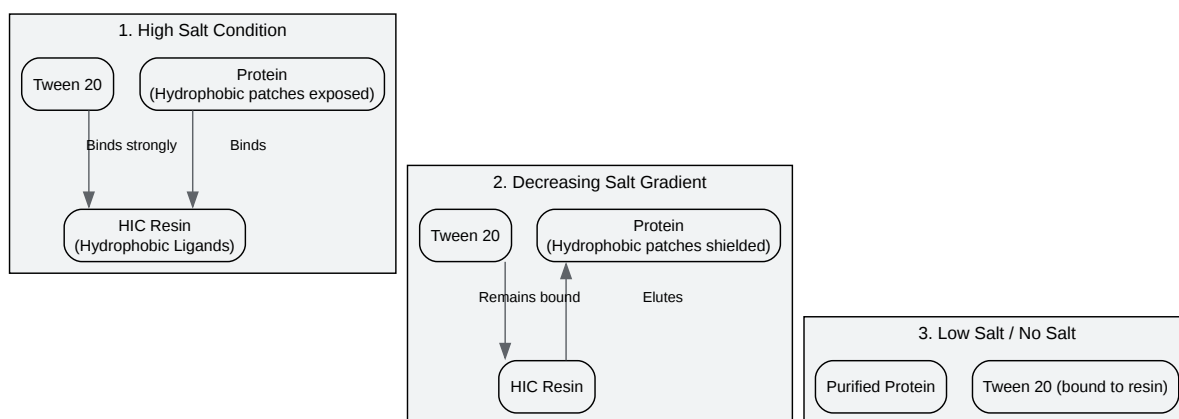 1. High Salt Condition
Tween 20
Protein
(Hydrophobic patches exposed)
Binds strongly
Binds
HIC Resin
(Hydrophobic Ligands)
2. Decreasing Salt Gradient
Tween 20
Protein
(Hydrophobic patches shielded)
Remains bound
Elutes
HIC Resin
3. Low Salt / No Salt
Purified Protein
Tween 20 (bound to resin)